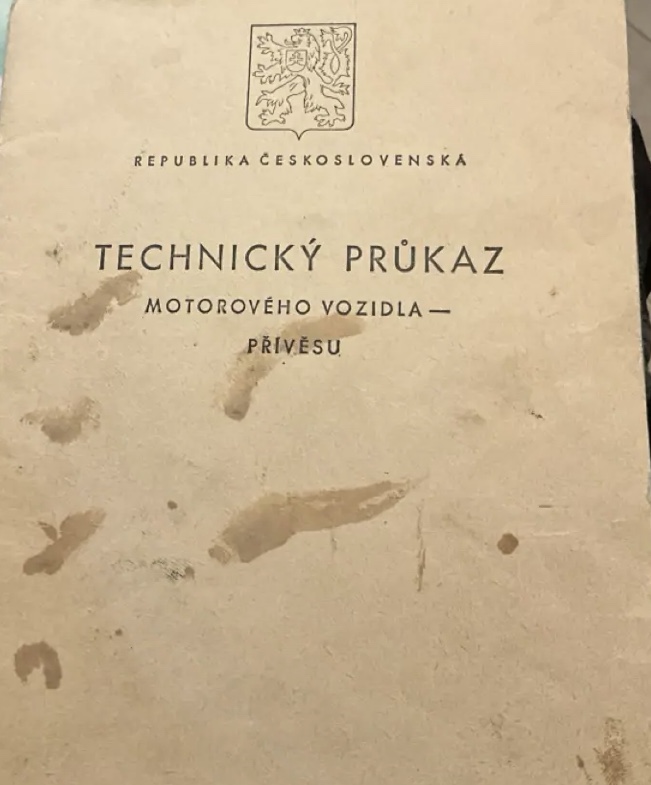 REPUBLIKA ČESKOSLOVENSKÁ
TECHNICKÝ PRŮKAZ
MOTOROVÉHO VOZIDLA —
PŘÍVĚSU